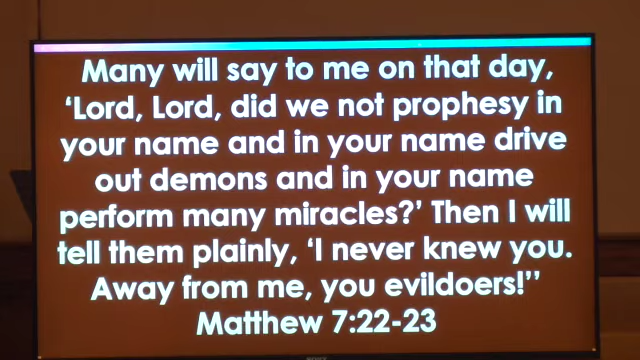 Many will say to me on that day,
‘Lord, Lord, did we not prophesy in
your name and in your name drive
out demons and in your name
perform many miracles?’ Then I will
tell them plainly, ‘I never knew you.
Away from me, you evildoers!’’
Matthew 7:22-23
SONY